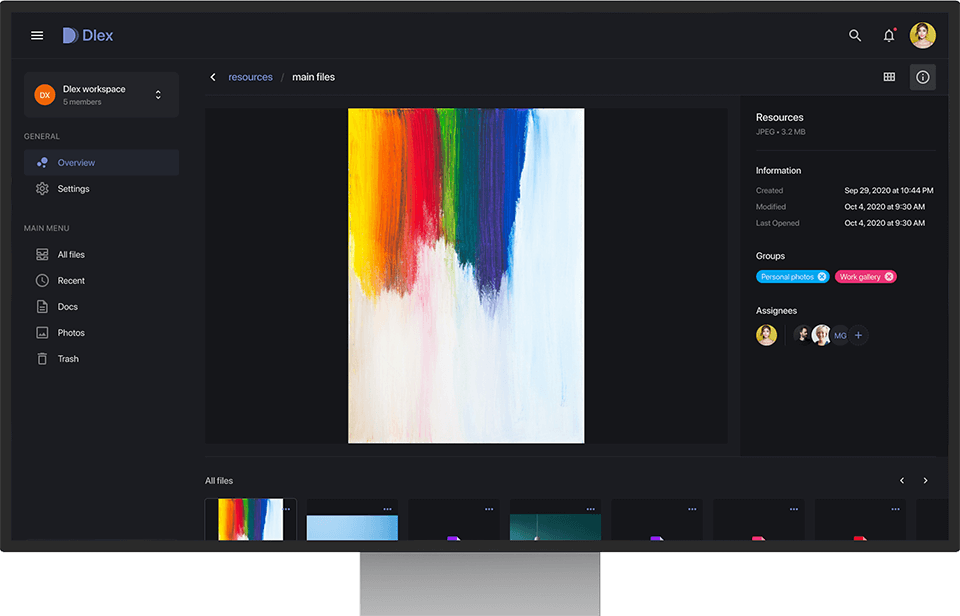 Dlex
resources / main files
DX
Dlex workspace
5 members
GENERAL
Overview
Settings
MAIN MENU
All files
Recent
Docs
Photos
Trash
Resources
JPEG • 3.2 MB
Information
Created Sep 29, 2020 at 10:44 PM
Modified Oct 4, 2020 at 9:30 AM
Last Opened Oct 4, 2020 at 9:30 AM
Groups
Personal photos Work gallery
Assignees
MG +
All files